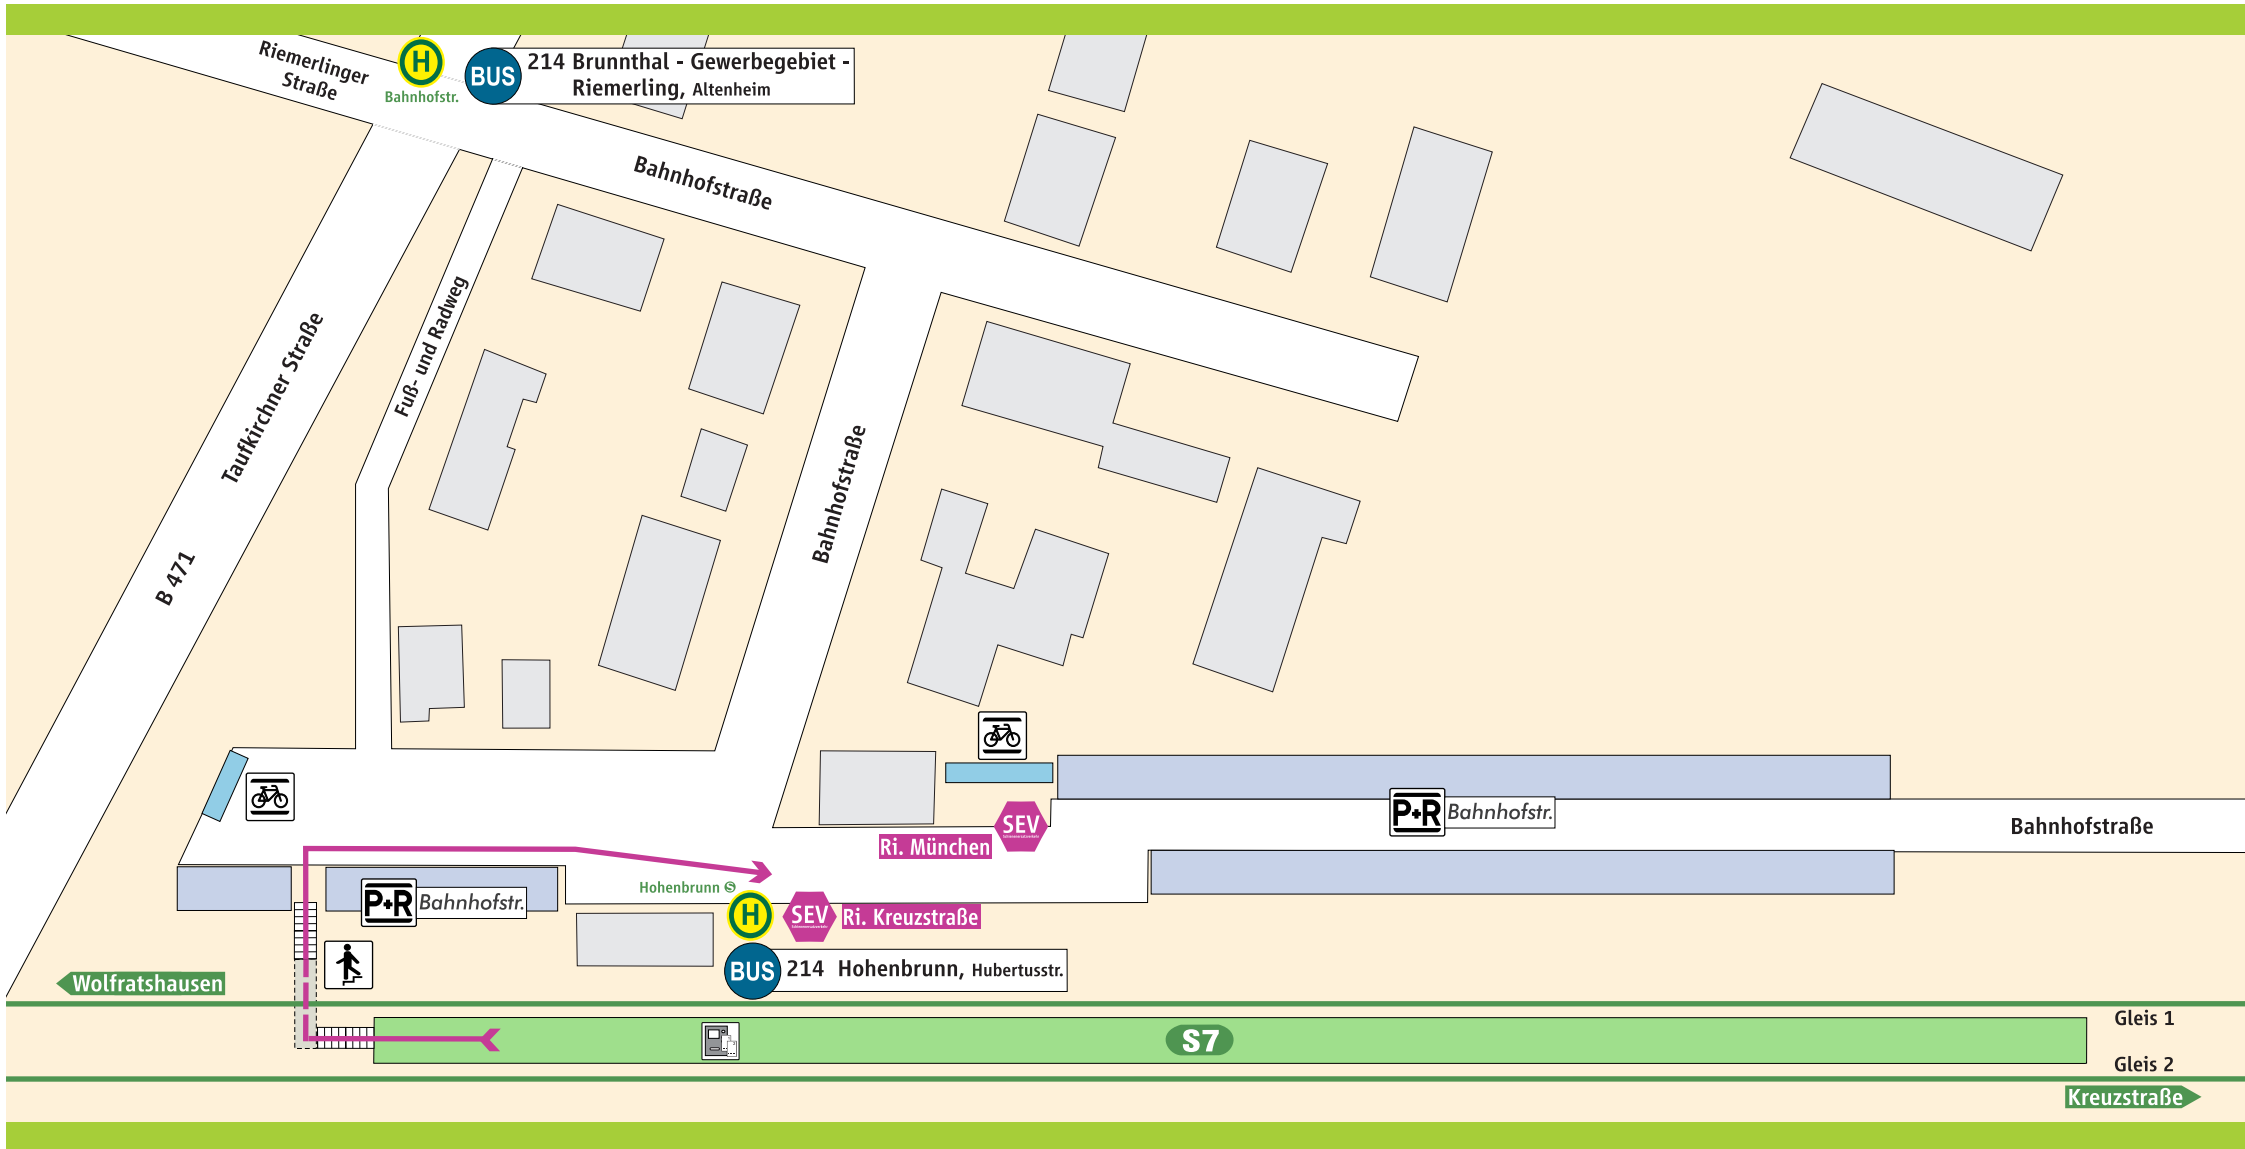 Riemerlinger
Straße
H
Bahnhofstr.
BUS
214 Brunnthal - Gewerbegebiet -
Riemerling, Altenheim
Bahnhofstraße
Fuß- und Radweg
Taufkirchner Straße
B 471
Bahnhofstraße
SEV
Ri. München
P+R Bahnhofstr.
Bahnhofstraße
P+R Bahnhofstr.
Hohenbrunn S
H
SEV
Ri. Kreuzstraße
BUS
214 Hohenbrunn, Hubertusstr.
Wolfratshausen
S7
Gleis 1
Gleis 2
Kreuzstraße